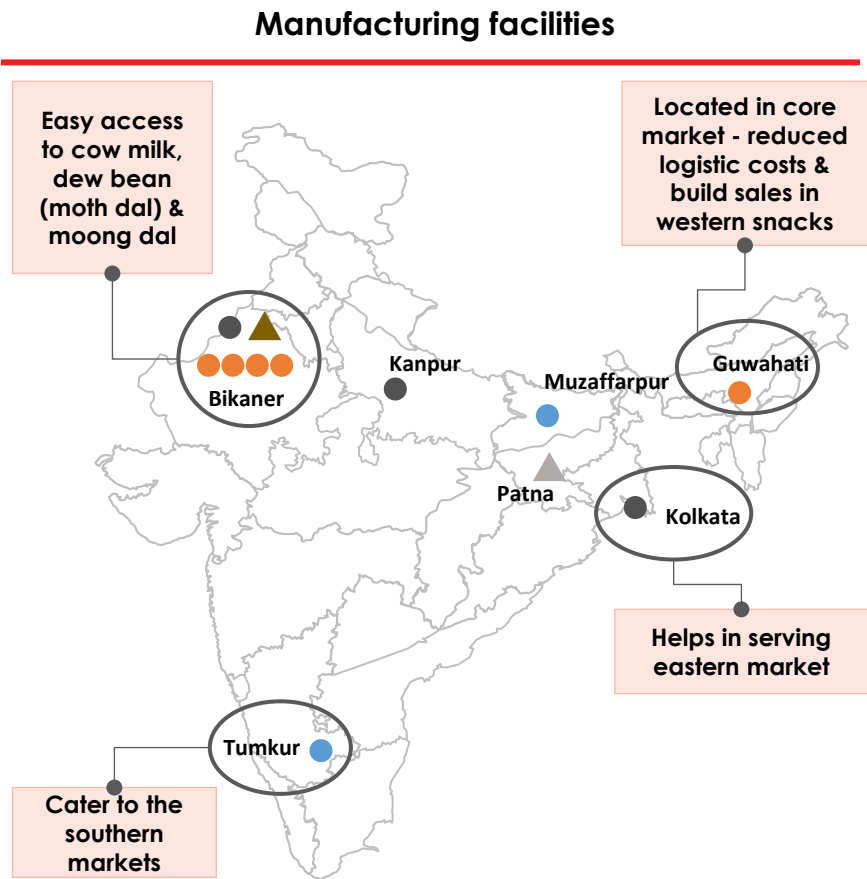 Manufacturing facilities
Easy access
to cow milk,
dew bean
(moth dal) &
moong dal
Located in core
market - reduced
logistic costs &
build sales in
western snacks
Bikaner
Kanpur
Muzaffarpur
Guwahati
Patna
Kolkata
Helps in serving
eastern market
Tumkur
Cater to the
southern
markets